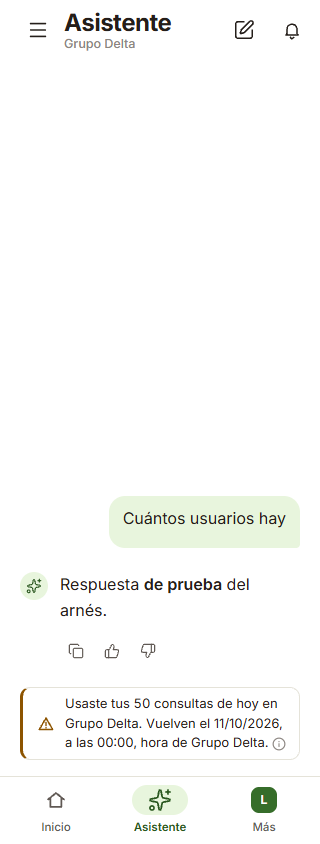 Asistente
Grupo Delta
Cuántos usuarios hay
Respuesta de prueba del
arnés.
Usaste tus 50 consultas de hoy en
Grupo Delta. Vuelven el 11/10/2026,
a las 00:00, hora de Grupo Delta.
L
Inicio
Asistente
Más